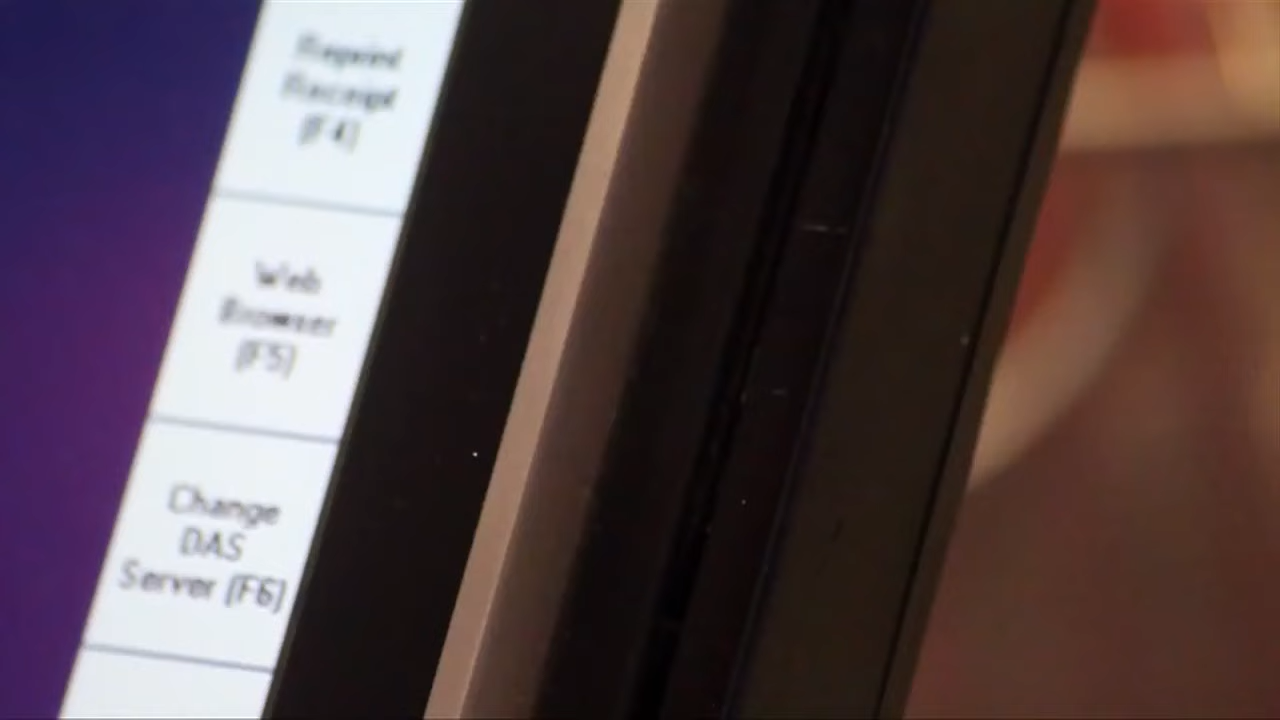 Reprint
Receipt
(F4)
Web
Browser
(F5)
Change
DAS
Server (F6)